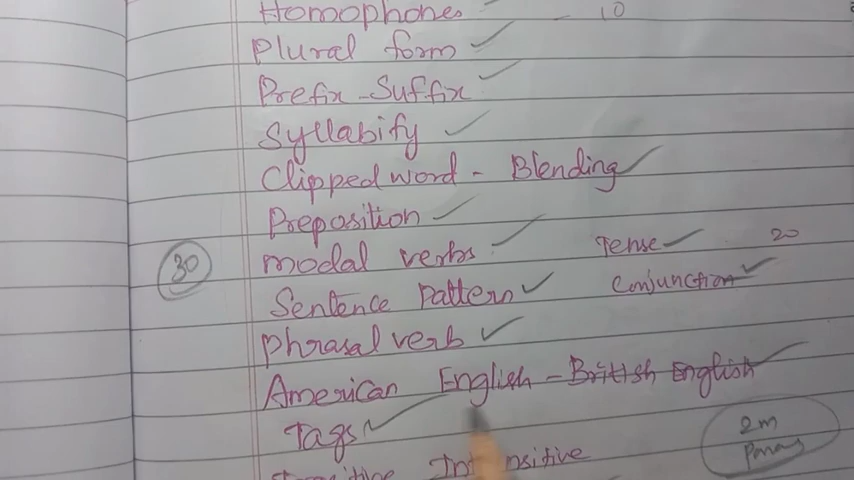 Homophones - 10
Plural form
Prefix - Suffix
Syllabify
Clipped word - Blending
Preposition
30 modal verbs Tense 20
Sentence Pattern Conjunction
Phrasal verb
American English - British English
Tags
2m